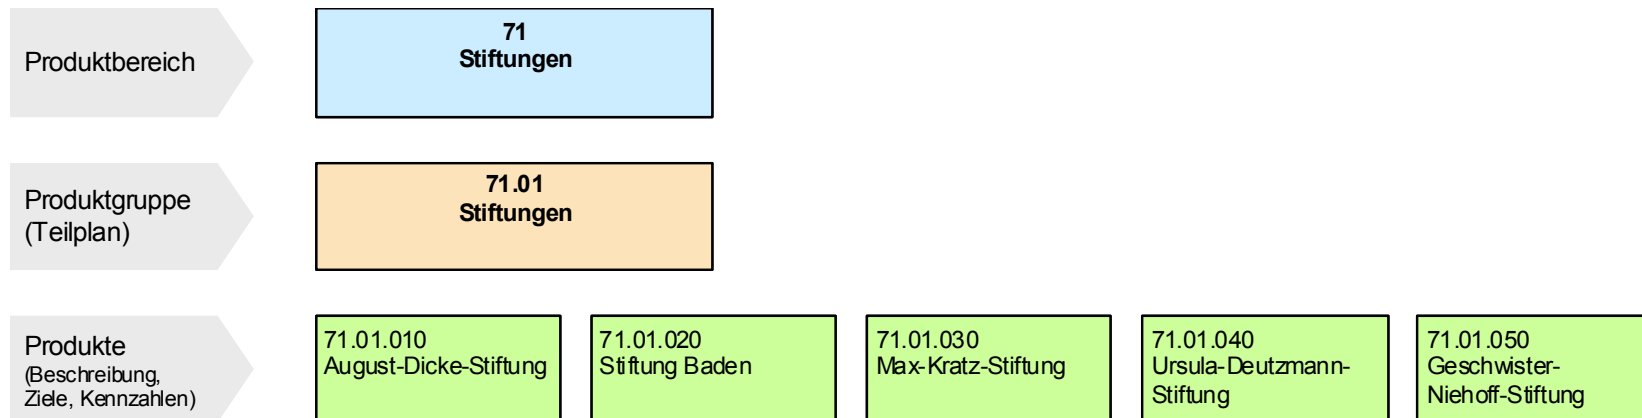 Produktbereich
71
Stiftungen
Produktgruppe
(Teilplan)
71.01
Stiftungen
Produkte
(Beschreibung,
Ziele, Kennzahlen)
71.01.010
August-Dicke-Stiftung
71.01.020
Stiftung Baden
71.01.030
Max-Kratz-Stiftung
71.01.040
Ursula-Deutzmann-
Stiftung
71.01.050
Geschwister-
Niehoff-Stiftung